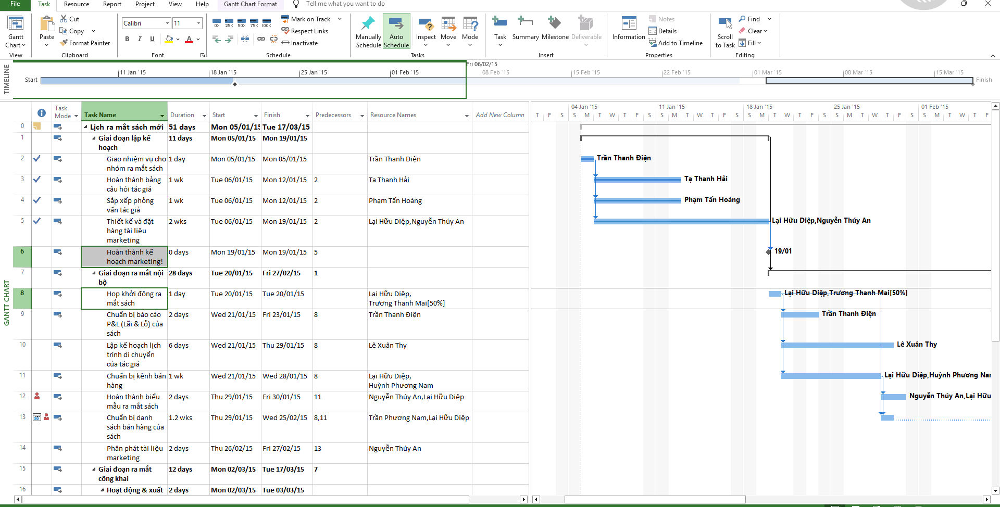 File Task Resource Report Project View Help Gantt Chart Format Tell me what you want to do
Gantt Chart
View
Paste
Cut
Copy
Format Painter
Clipboard
Calibri 11
B I U A
Font
0% 25% 50% 75% 100%
Mark on Track
Respect Links
Inactivate
Schedule
Manually Schedule
Auto Schedule
Inspect
Move
Mode
Tasks
Task
Summary
Milestone
Deliverable
Insert
Information
Notes
Details
Add to Timeline
Properties
Scroll to Task
Find
Clear
Fill
Editing
TIMELINE
Fri 06/02/15
11 Jan '15 18 Jan '15 25 Jan '15 01 Feb '15 08 Feb '15 15 Feb '15 22 Feb '15 01 Mar '15 08 Mar '15 15 Mar '15
Start
Finish
GANTT CHART
Task Mode Task Name Duration Start Finish Predecessors Resource Names Add New Column
0 Lịch ra mắt sách mới 51 days Mon 05/01/15 Tue 17/03/15
1 Giai đoạn lập kế hoạch 11 days Mon 05/01/15 Mon 19/01/15
2 Giao nhiệm vụ cho nhóm ra mắt sách 1 day Mon 05/01/15 Mon 05/01/15 Trần Thanh Điện
3 Hoàn thành bảng câu hỏi tác giả 1 wk Tue 06/01/15 Mon 12/01/15 2 Tạ Thanh Hải
4 Sắp xếp phỏng vấn tác giả 1 wk Tue 06/01/15 Mon 12/01/15 2 Phạm Tấn Hoàng
5 Thiết kế và đặt hàng tài liệu marketing 2 wks Tue 06/01/15 Mon 19/01/15 2 Lại Hữu Diệp,Nguyễn Thúy An
6 Hoàn thành kế hoạch marketing! 0 days Mon 19/01/15 Mon 19/01/15 5
7 Giai đoạn ra mắt nội bộ 28 days Tue 20/01/15 Fri 27/02/15 1
8 Họp khởi động ra mắt sách 1 day Tue 20/01/15 Tue 20/01/15 Lại Hữu Diệp, Trương Thanh Mai[50%]
9 Chuẩn bị báo cáo P&L (Lãi & Lỗ) của sách 2 days Wed 21/01/15 Fri 23/01/15 8 Trần Thanh Điện
10 Lập kế hoạch lịch trình di chuyển của tác giả 6 days Wed 21/01/15 Thu 29/01/15 8 Lê Xuân Thy
11 Chuẩn bị kênh bán hàng 1 wk Wed 21/01/15 Wed 28/01/15 8 Lại Hữu Diệp, Huỳnh Phương Nam
12 Hoàn thành biểu mẫu ra mắt sách 2 days Thu 29/01/15 Fri 30/01/15 11 Nguyễn Thúy An,Lại Hữu Diệp
13 Chuẩn bị danh sách bán hàng của sách 1.2 wks Thu 29/01/15 Wed 25/02/15 8,11 Trần Phương Nam,Lại Hữu Diệp
14 Phân phát tài liệu marketing 2 days Thu 26/02/15 Fri 27/02/15 13 Nguyễn Thúy An
15 Giai đoạn ra mắt công khai 12 days Mon 02/03/15 Tue 17/03/15 7
16 Hoạt động & xuất 2 days Mon 02/03/15 Tue 03/03/15
04 Jan '15 11 Jan '15 18 Jan '15 25 Jan '15 01 Feb '15
T F S S M T W T F S S M T W T F S S M T W T F S S M T W T F S S M T W T F
Trần Thanh Điện
Tạ Thanh Hải
Phạm Tấn Hoàng
Lại Hữu Diệp,Nguyễn Thúy An
19/01
Lại Hữu Diệp,Trương Thanh Mai[50%]
Trần Thanh Điện
Lê Xuân Thy
Lại Hữu Diệp,Huỳnh Phương Nar
Nguyễn Thúy An,Lại Hữu